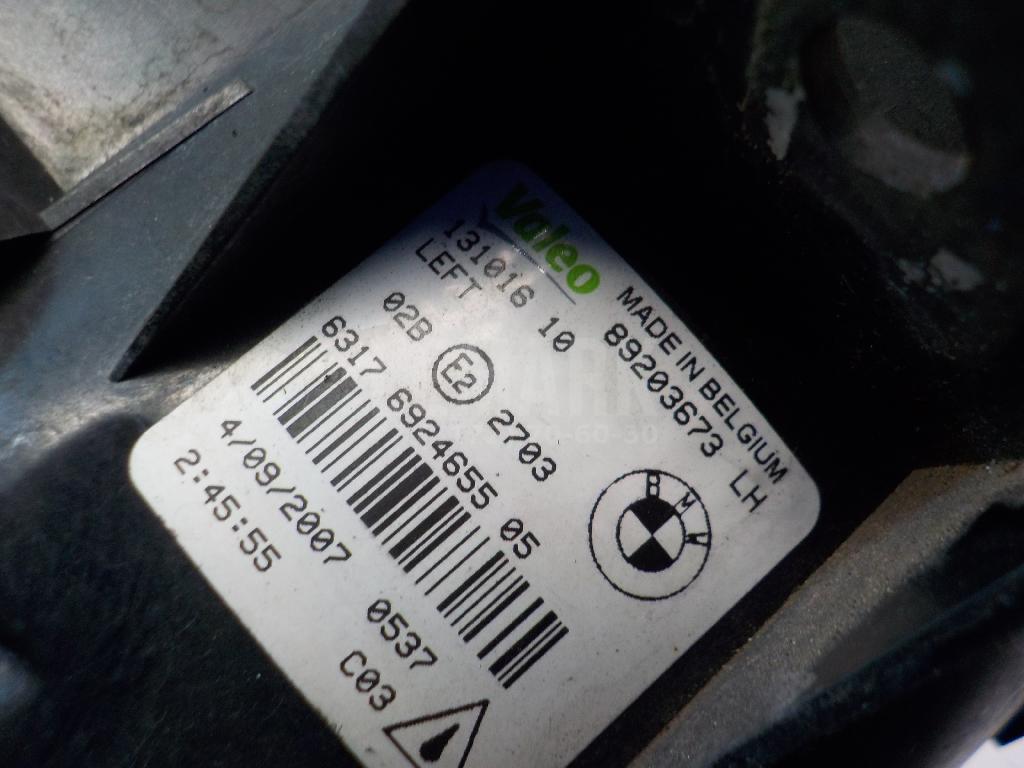 Valeo
MADE IN BELGIUM
131016 10 89203673 LH
LEFT
02B E2 2703
6317 6924655 05
BMW
4/09/2007 0537
2:45:55 C03